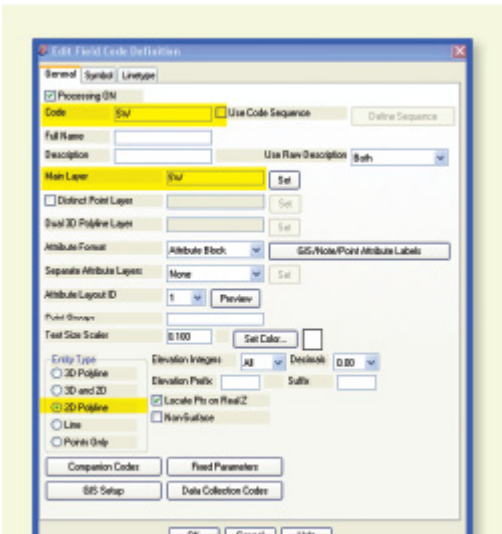 Edit Field Code Definition
General Symbol Linetype
Processing ON
Code SW Use Code Sequence Define Sequence
Full Name
Description Use Raw Description Both
Main Layer SW Set
Distinct Point Layer Set
Dual 3D Polyline Layer Set
Attribute Format Attribute Block GIS/Note/Point Attribute Labels
Separate Attribute Layers None Set
Attribute Layout ID 1 Preview
Point Groups
Text Size Scaler 0.100 Set Color...
Entity Type Elevation Integers All Decimals 0.00
3D Polyline Elevation Prefix Suffix
3D and 2D Locate Pts on Real Z
2D Polyline Non-Surface
Line
Points Only
Companion Codes Fixed Parameters
GIS Setup Data Collection Codes
OK Cancel Help